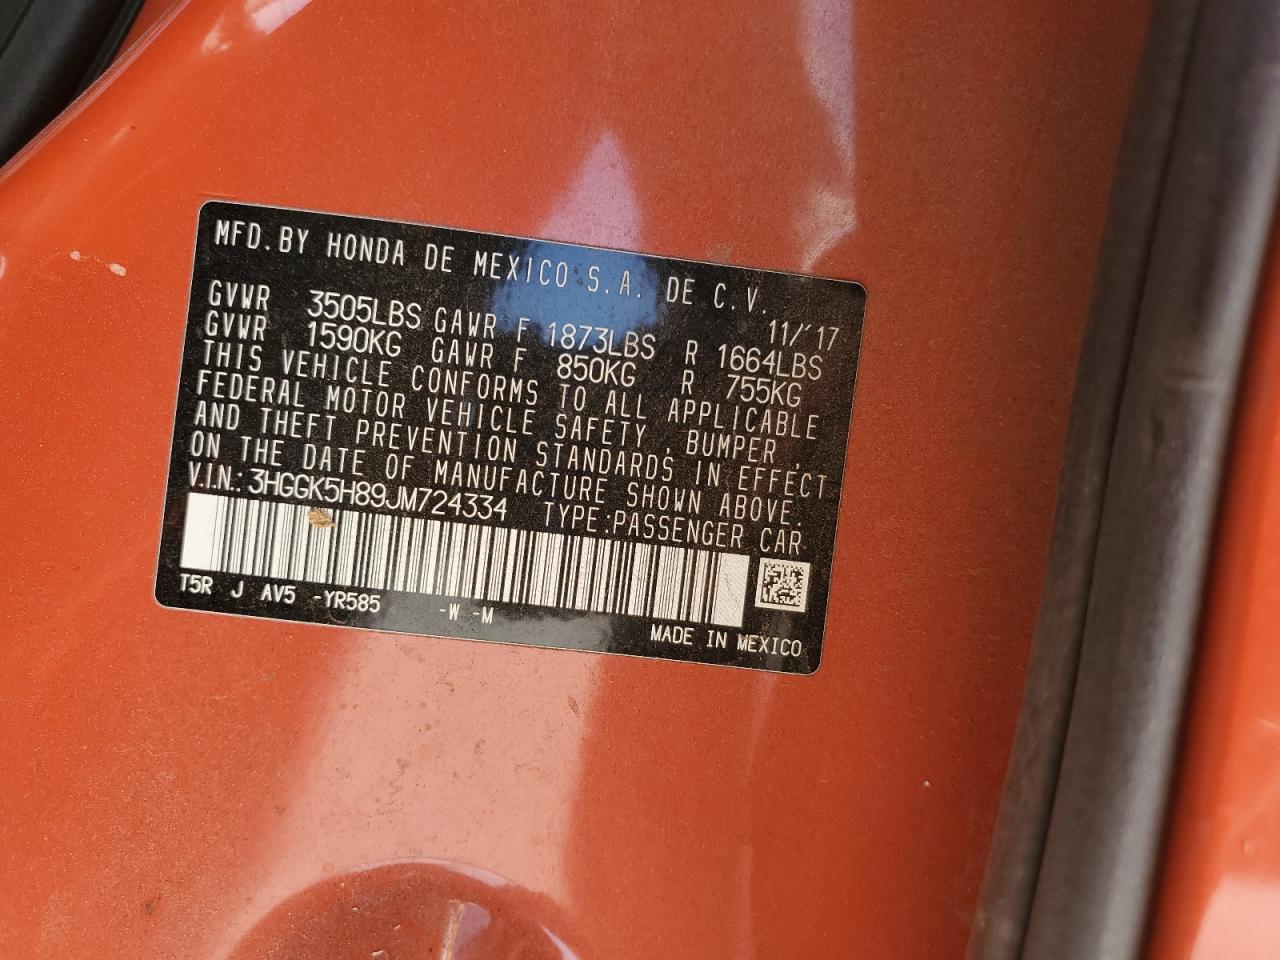 MFD. BY HONDA DE MEXICO S.A. DE C.V.
11/'17
GVWR 3505LBS GAWR F 1873LBS R 1664LBS
GVWR 1590KG GAWR F 850KG R 755KG
THIS VEHICLE CONFORMS TO ALL APPLICABLE
FEDERAL MOTOR VEHICLE SAFETY, BUMPER,
AND THEFT PREVENTION STANDARDS IN EFFECT
ON THE DATE OF MANUFACTURE SHOWN ABOVE.
V.I.N.: 3HGGK5H89JM724334 TYPE:PASSENGER CAR
T5R J AV5 -YR585 -W -M
MADE IN MEXICO